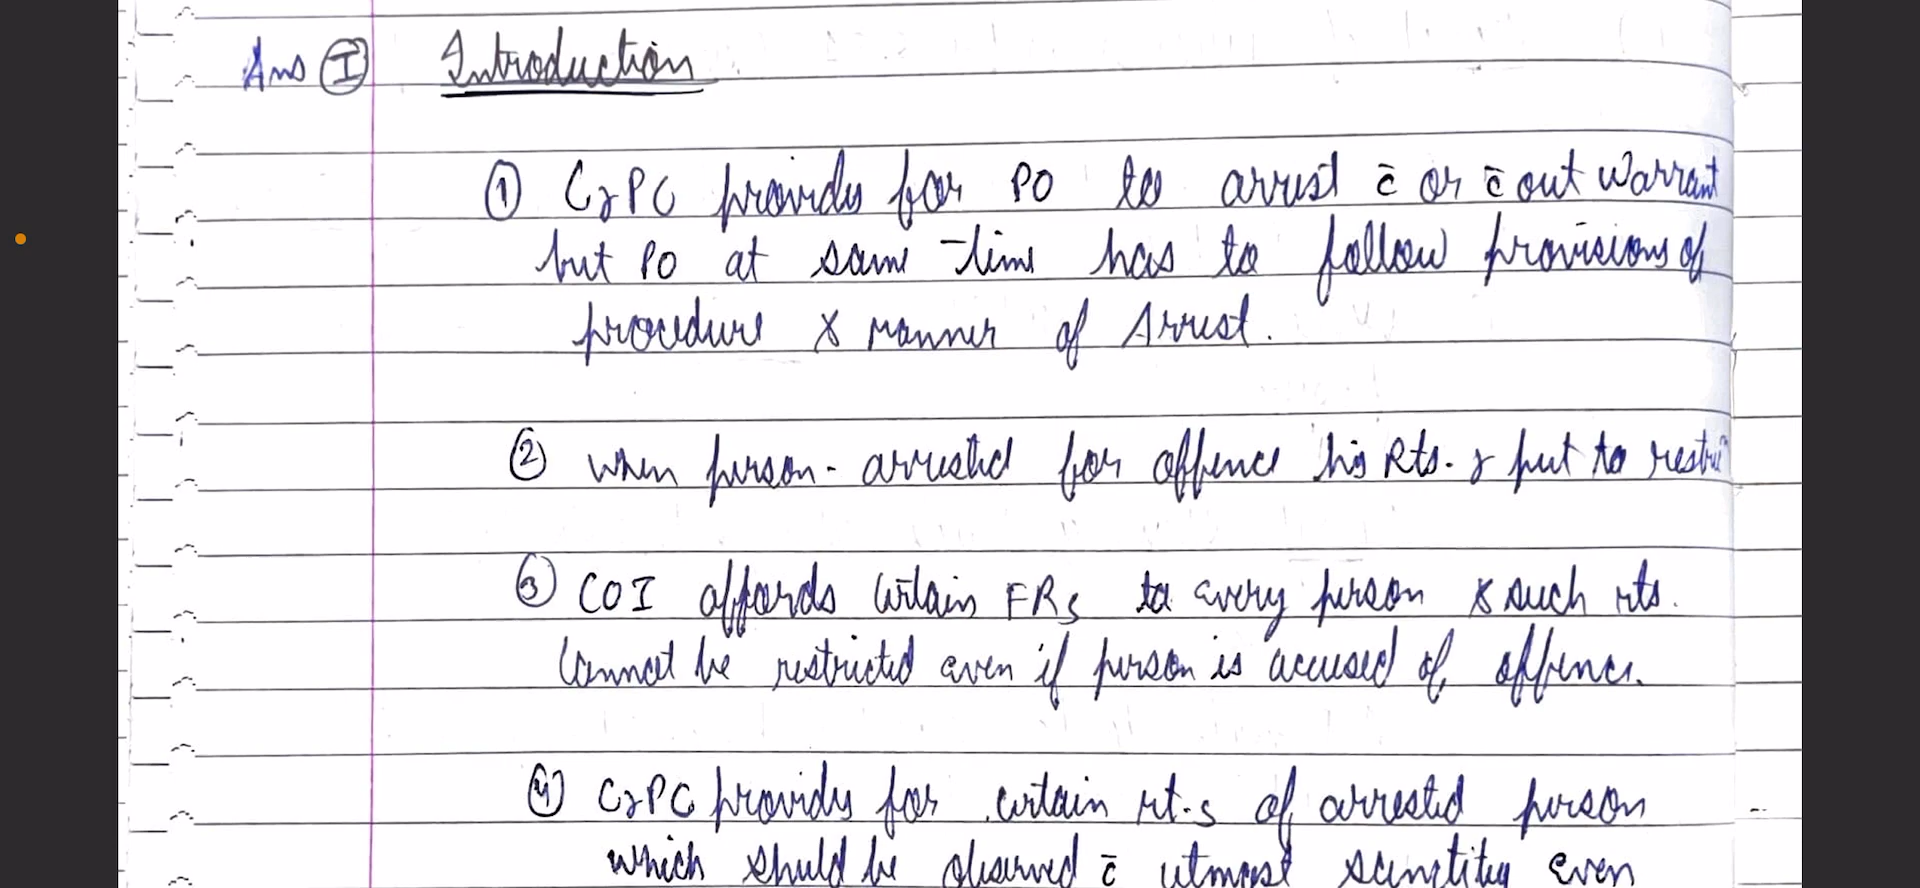 Ans I Introduction
① CrPC provides for PO to arrest c̄ or c̄ out warrant
but PO at same time has to follow provisions of
procedure & manner of Arrest.
② when person - arrested for offence his Rts. r put to
③ COI affords certain FRs to every person & such rts.
cannot be restricted even if person is accused of offence.
④ CrPC provides for certain rt.s of arrested person
which should be observed c̄ utmost sanctity even